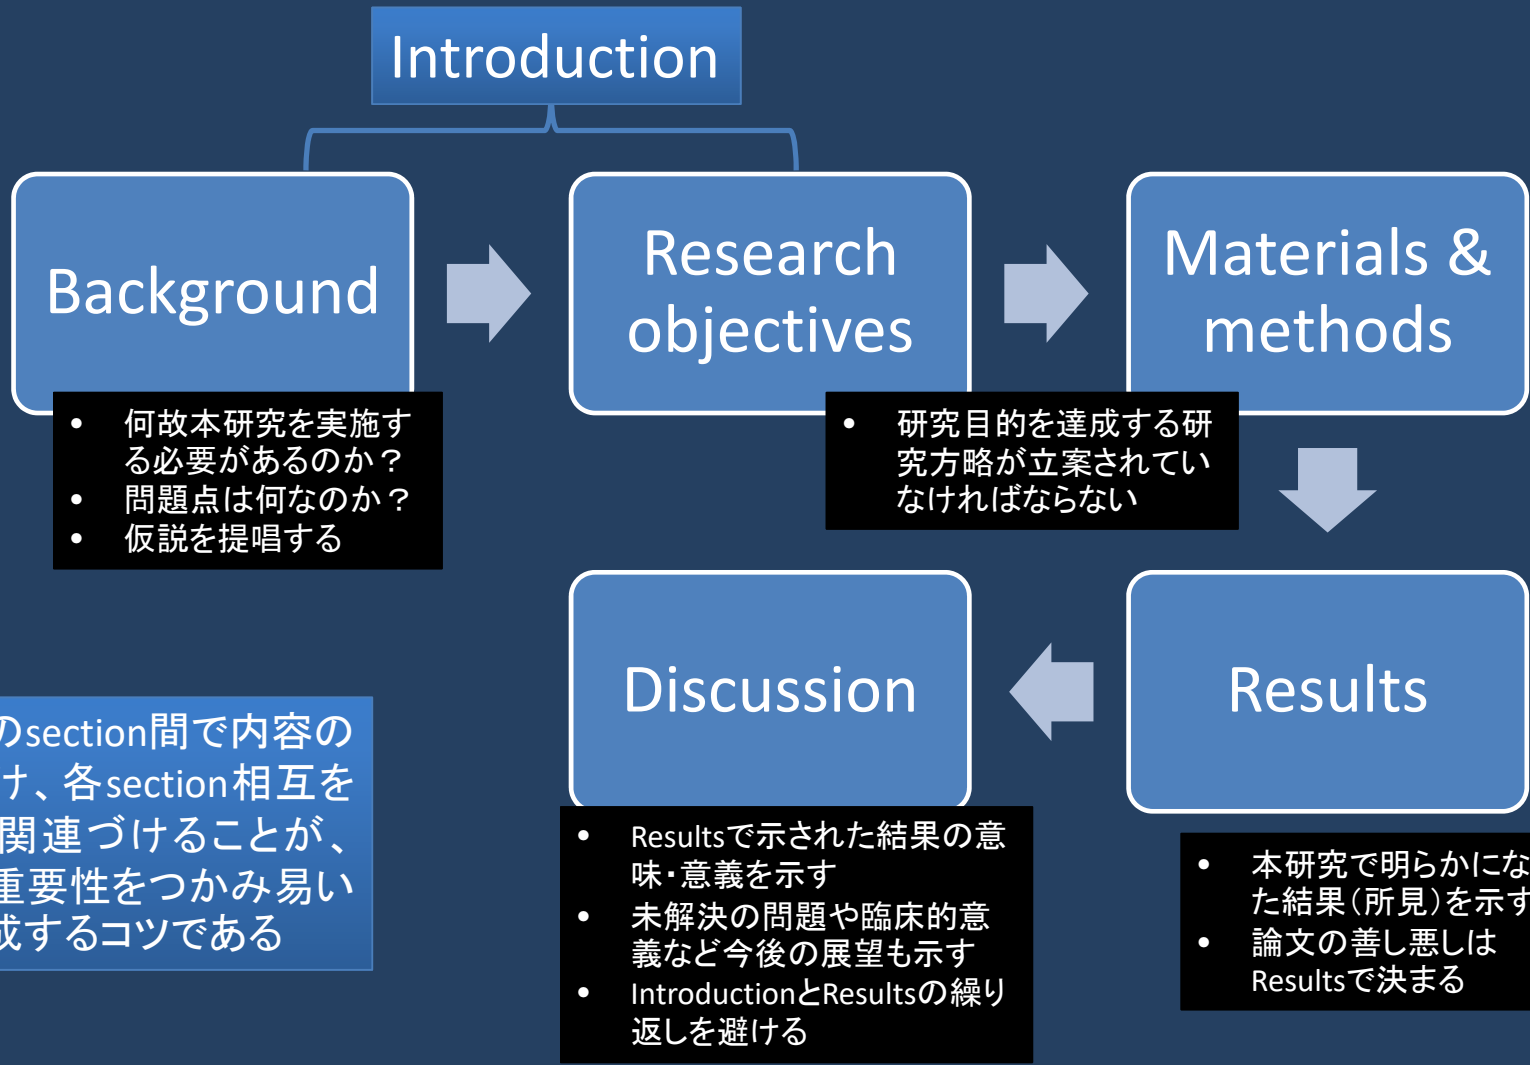 Introduction
Background
Research
objectives
Materials &
methods
• 何故本研究を実施す
る必要があるのか？
• 問題点は何なのか？
• 仮説を提唱する
• 研究目的を達成する研
究方略が立案されてい
なければならない
Discussion
Results
のsection間で内容の
け、各section相互を
関連づけることが、
重要性をつかみ易い
成するコツである
• Resultsで示された結果の意
味・意義を示す
• 未解決の問題や臨床的意
義など今後の展望も示す
• IntroductionとResultsの繰り
返しを避ける
• 本研究で明らかにな
た結果（所見）を示す
• 論文の善し悪しは
Resultsで決まる